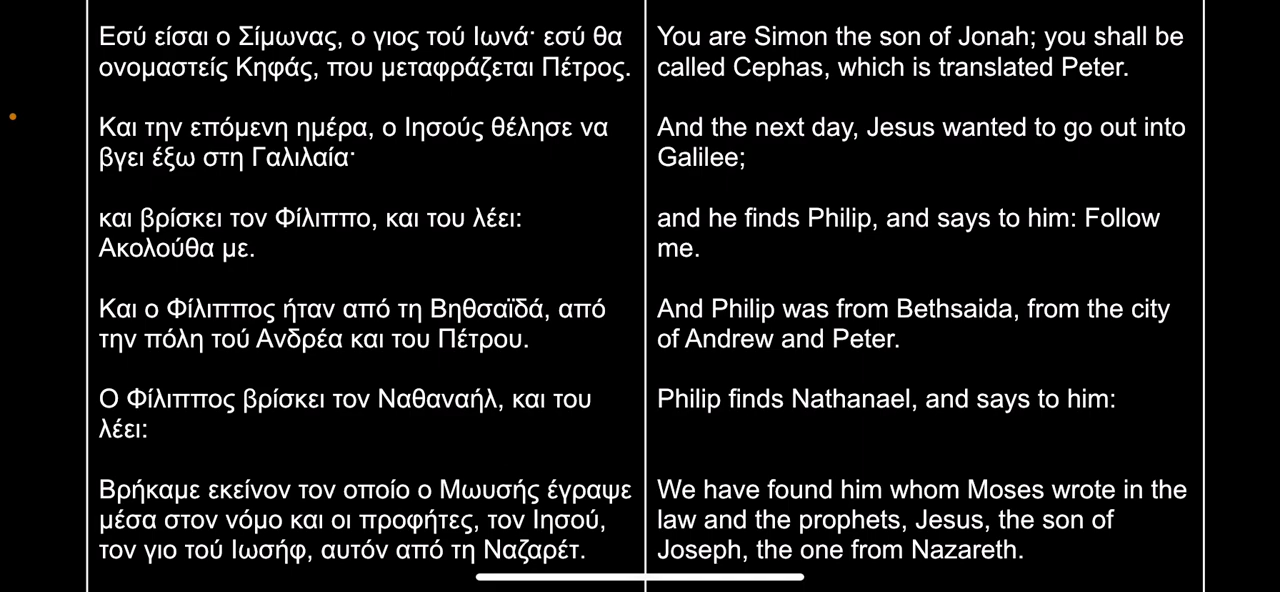 Εσύ είσαι ο Σίμωνας, ο γιος τού Ιωνά· εσύ θα
ονομαστείς Κηφάς, που μεταφράζεται Πέτρος.
You are Simon the son of Jonah; you shall be
called Cephas, which is translated Peter.
Και την επόμενη ημέρα, ο Ιησούς θέλησε να
βγει έξω στη Γαλιλαία·
And the next day, Jesus wanted to go out into
Galilee;
και βρίσκει τον Φίλιππο, και του λέει:
Ακολούθα με.
and he finds Philip, and says to him: Follow
me.
Και ο Φίλιππος ήταν από τη Βηθσαϊδά, από
την πόλη τού Ανδρέα και του Πέτρου.
And Philip was from Bethsaida, from the city
of Andrew and Peter.
Ο Φίλιππος βρίσκει τον Ναθαναήλ, και του
λέει:
Philip finds Nathanael, and says to him:
Βρήκαμε εκείνον τον οποίο ο Μωυσής έγραψε
μέσα στον νόμο και οι προφήτες, τον Ιησού,
τον γιο τού Ιωσήφ, αυτόν από τη Ναζαρέτ.
We have found him whom Moses wrote in the
law and the prophets, Jesus, the son of
Joseph, the one from Nazareth.